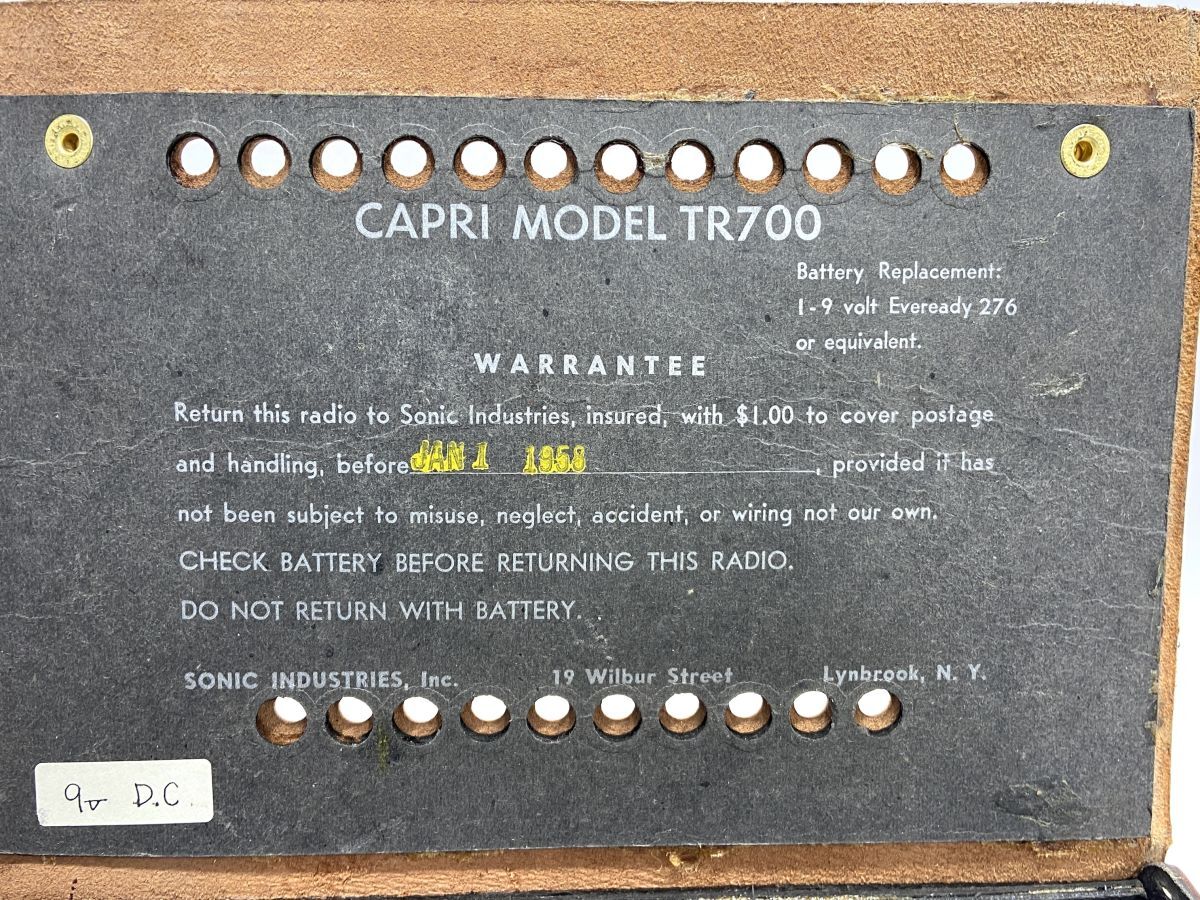 CAPRI MODEL TR700
Battery Replacement:
1-9 volt Eveready 276
or equivalent.
WARRANTEE
Return this radio to Sonic Industries, insured, with $1.00 to cover postage
and handling, before JAN 1 1958, provided it has
not been subject to misuse, neglect, accident, or wiring not our own.
CHECK BATTERY BEFORE RETURNING THIS RADIO.
DO NOT RETURN WITH BATTERY.
SONIC INDUSTRIES, Inc. 19 Wilbur Street Lynbrook, N. Y.
9v D.C.